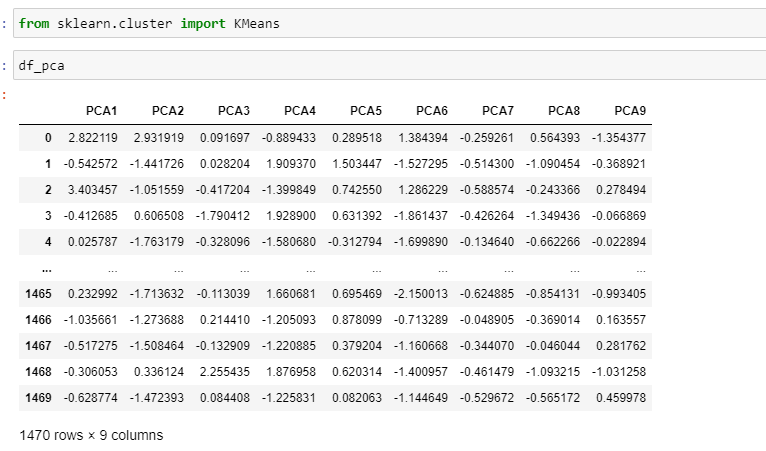 : from sklearn.cluster import KMeans
: df_pca
:
PCA1 PCA2 PCA3 PCA4 PCA5 PCA6 PCA7 PCA8 PCA9
0 2.822119 2.931919 0.091697 -0.889433 0.289518 1.384394 -0.259261 0.564393 -1.354377
1 -0.542572 -1.441726 0.028204 1.909370 1.503447 -1.527295 -0.514300 -1.090454 -0.368921
2 3.403457 -1.051559 -0.417204 -1.399849 0.742550 1.286229 -0.588574 -0.243366 0.278494
3 -0.412685 0.606508 -1.790412 1.928900 0.631392 -1.861437 -0.426264 -1.349436 -0.066869
4 0.025787 -1.763179 -0.328096 -1.580680 -0.312794 -1.699890 -0.134640 -0.662266 -0.022894
... ... ... ... ... ... ... ... ... ...
1465 0.232992 -1.713632 -0.113039 1.660681 0.695469 -2.150013 -0.624885 -0.854131 -0.993405
1466 -1.035661 -1.273688 0.214410 -1.205093 0.878099 -0.713289 -0.048905 -0.369014 0.163557
1467 -0.517275 -1.508464 -0.132909 -1.220885 0.379204 -1.160668 -0.344070 -0.046044 0.281762
1468 -0.306053 0.336124 2.255435 1.876958 0.620314 -1.400957 -0.461479 -1.093215 -1.031258
1469 -0.628774 -1.472393 0.084408 -1.225831 0.082063 -1.144649 -0.529672 -0.565172 0.459978
1470 rows × 9 columns